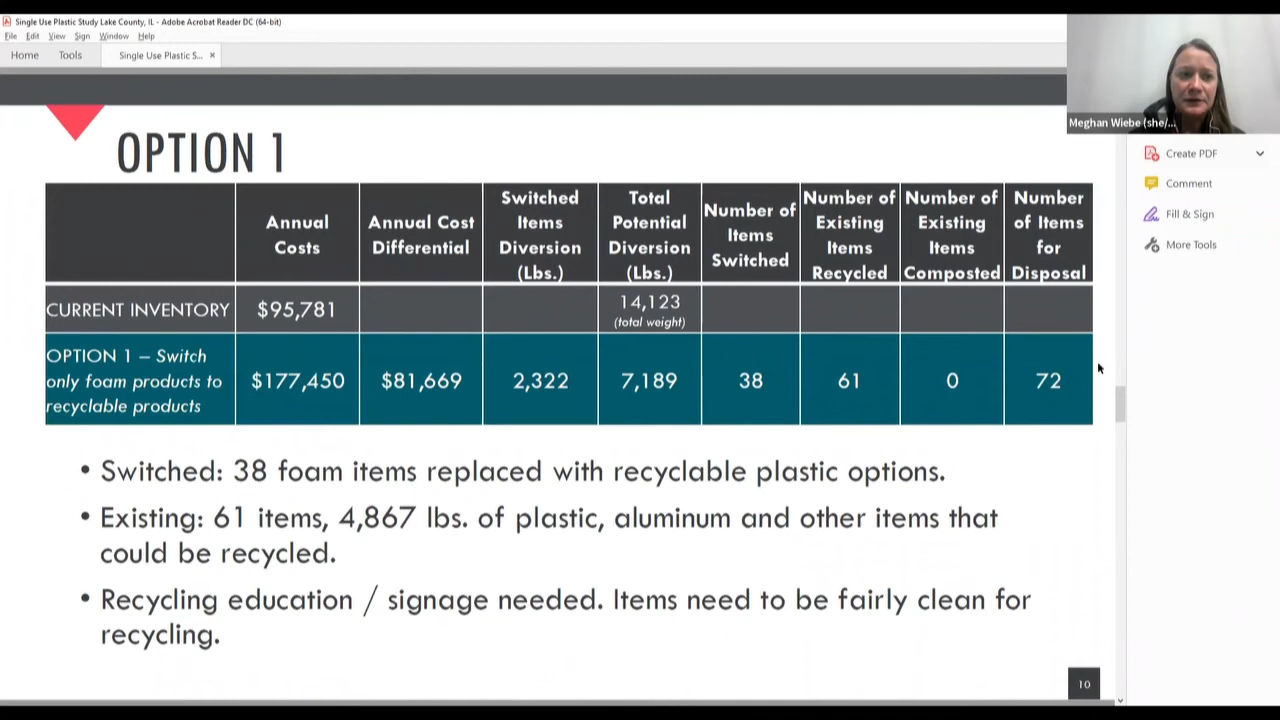 Single Use Plastic Study Lake County, IL - Adobe Acrobat Reader DC (64-bit)
File Edit View Sign Window Help
Home Tools Single Use Plastic S... ×
Meghan Wiebe (she/...
Create PDF
Comment
Fill & Sign
More Tools
OPTION 1
Annual Costs
Annual Cost Differential
Switched Items Diversion (Lbs.)
Total Potential Diversion (Lbs.)
Number of Items Switched
Number of Existing Items Recycled
Number of Existing Items Composted
Number of Items for Disposal
CURRENT INVENTORY $95,781 14,123 (total weight)
OPTION 1 – Switch only foam products to recyclable products $177,450 $81,669 2,322 7,189 38 61 0 72
• Switched: 38 foam items replaced with recyclable plastic options.
• Existing: 61 items, 4,867 lbs. of plastic, aluminum and other items that
could be recycled.
• Recycling education / signage needed. Items need to be fairly clean for
recycling.
10